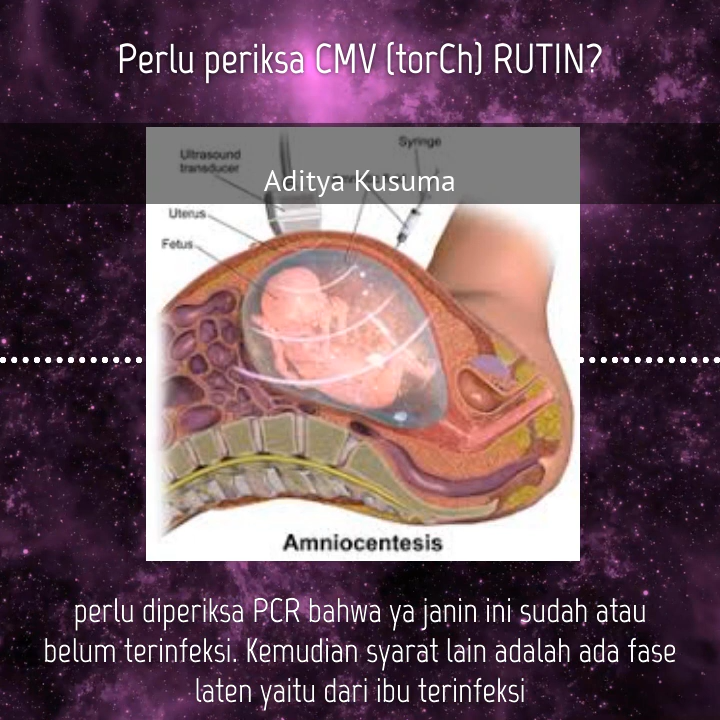 Perlu periksa CMV (torCh) RUTIN?
Ultrasound
transducer
Syringe
Aditya Kusuma
Uterus
Fetus
Amniocentesis
perlu diperiksa PCR bahwa ya janin ini sudah atau
belum terinfeksi. Kemudian syarat lain adalah ada fase
laten yaitu dari ibu terinfeksi